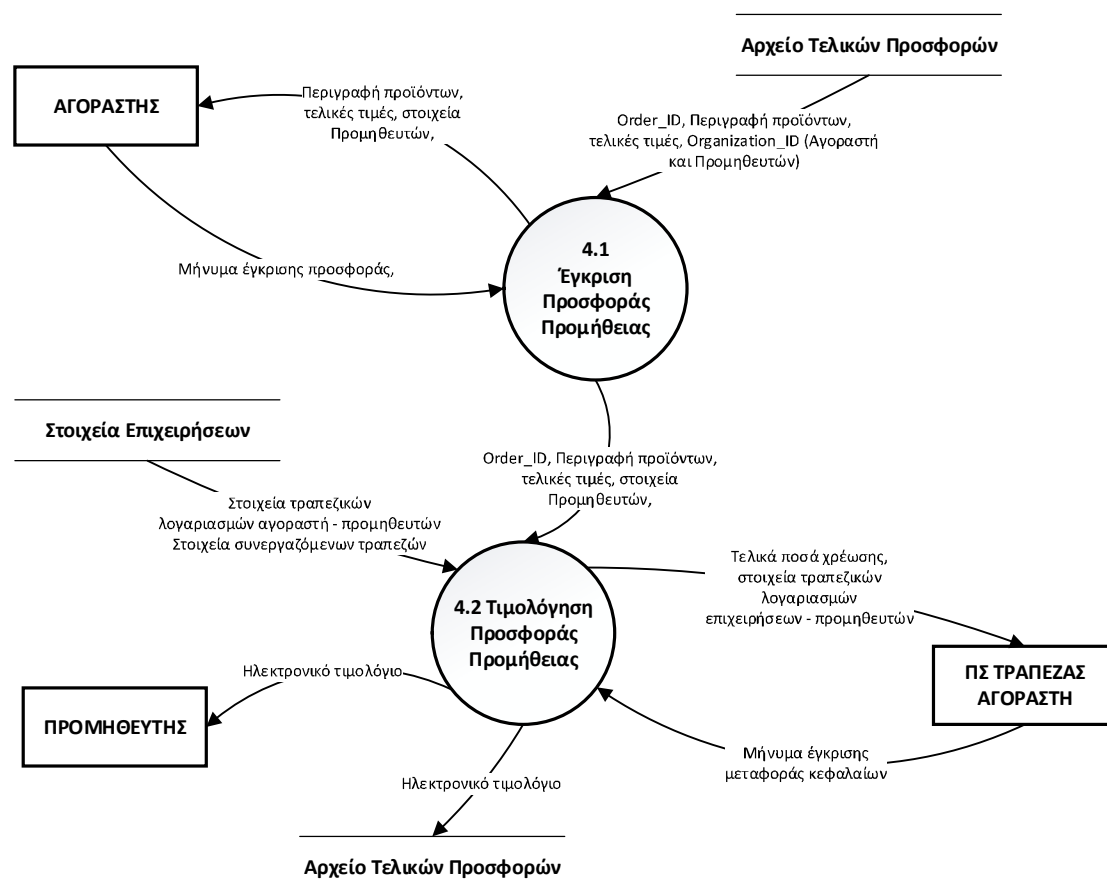 Αρχείο Τελικών Προσφορών
ΑΓΟΡΑΣΤΗΣ
Περιγραφή προϊόντων,
τελικές τιμές, στοιχεία
Προμηθευτών,
Order_ID, Περιγραφή προϊόντων,
τελικές τιμές, Organization_ID (Αγοραστή
και Προμηθευτών)
Μήνυμα έγκρισης προσφοράς,
4.1
Έγκριση
Προσφοράς
Προμήθειας
Στοιχεία Επιχειρήσεων
Order_ID, Περιγραφή προϊόντων,
τελικές τιμές, στοιχεία
Προμηθευτών,
Στοιχεία τραπεζικών
λογαριασμών αγοραστή - προμηθευτών
Στοιχεία συνεργαζόμενων τραπεζών
Τελικά ποσά χρέωσης,
στοιχεία τραπεζικών
λογαριασμών
επιχειρήσεων - προμηθευτών
4.2 Τιμολόγηση
Προσφοράς
Προμήθειας
ΠΣ ΤΡΑΠΕΖΑΣ
ΑΓΟΡΑΣΤΗ
Ηλεκτρονικό τιμολόγιο
ΠΡΟΜΗΘΕΥΤΗΣ
Μήνυμα έγκρισης
μεταφοράς κεφαλαίων
Ηλεκτρονικό τιμολόγιο
Αρχείο Τελικών Προσφορών